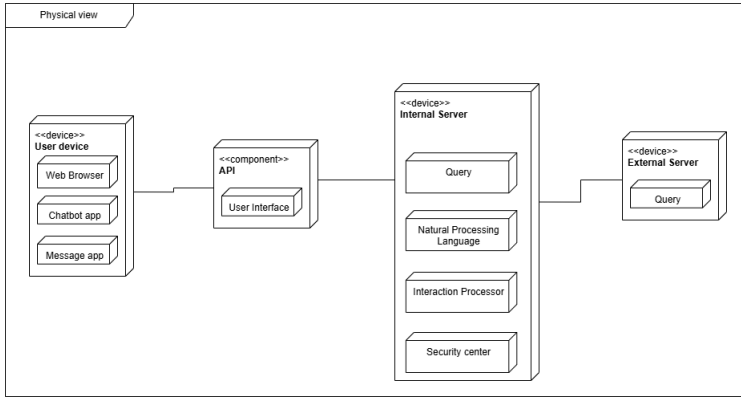 Physical view
<<device>>
User device
Web Browser
Chatbot app
Message app
<<component>>
API
User Interface
<<device>>
Internal Server
Query
Natural Processing
Language
Interaction Processor
Security center
<<device>>
External Server
Query